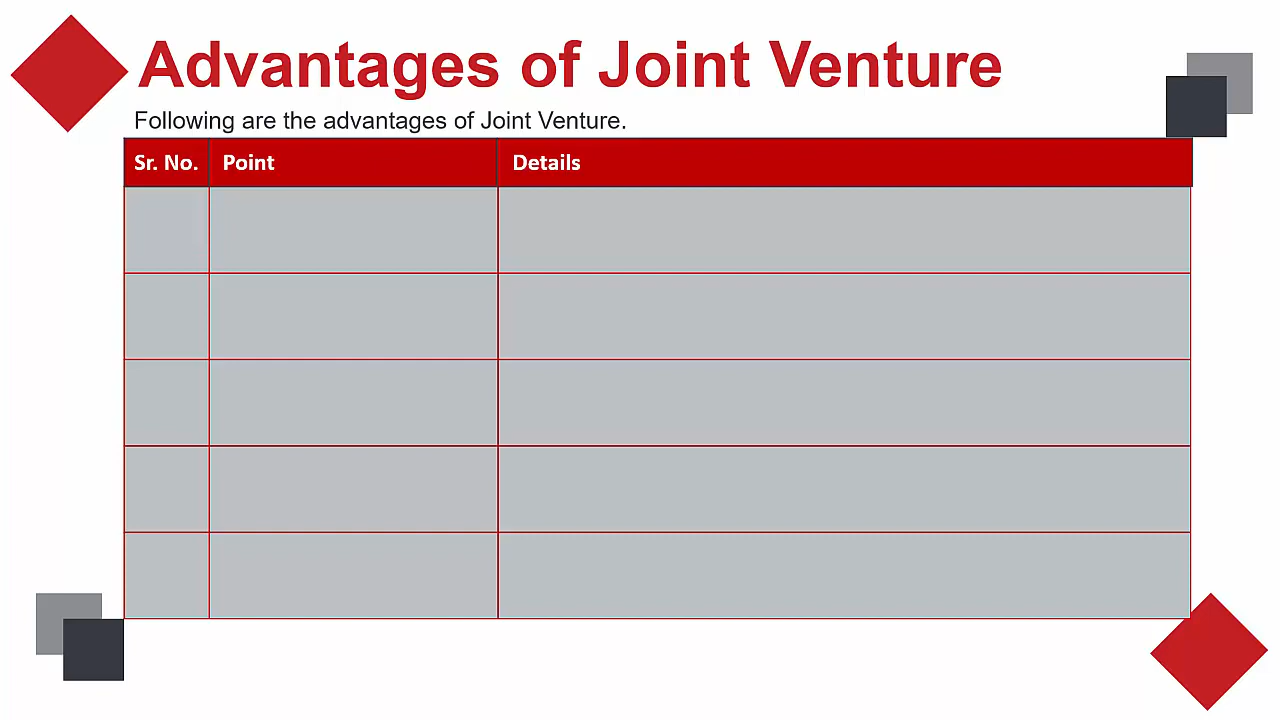 Advantages of Joint Venture
Following are the advantages of Joint Venture.
Sr. No. Point Details